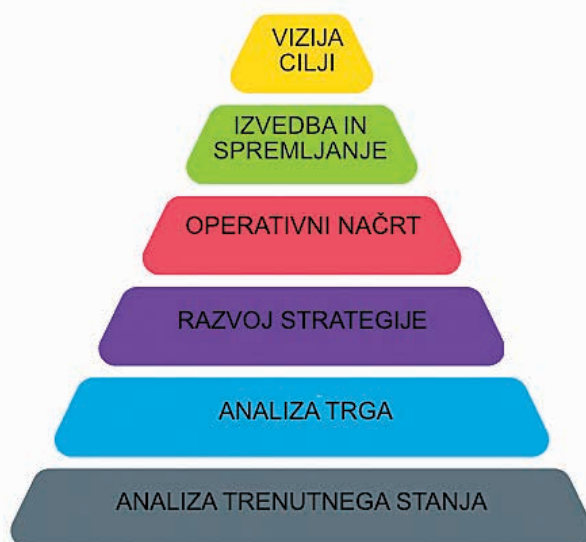 VIZIJA
CILJI
IZVEDBA IN
SPREMLJANJE
OPERATIVNI NAČRT
RAZVOJ STRATEGIJE
ANALIZA TRGA
ANALIZA TRENUTNEGA STANJA